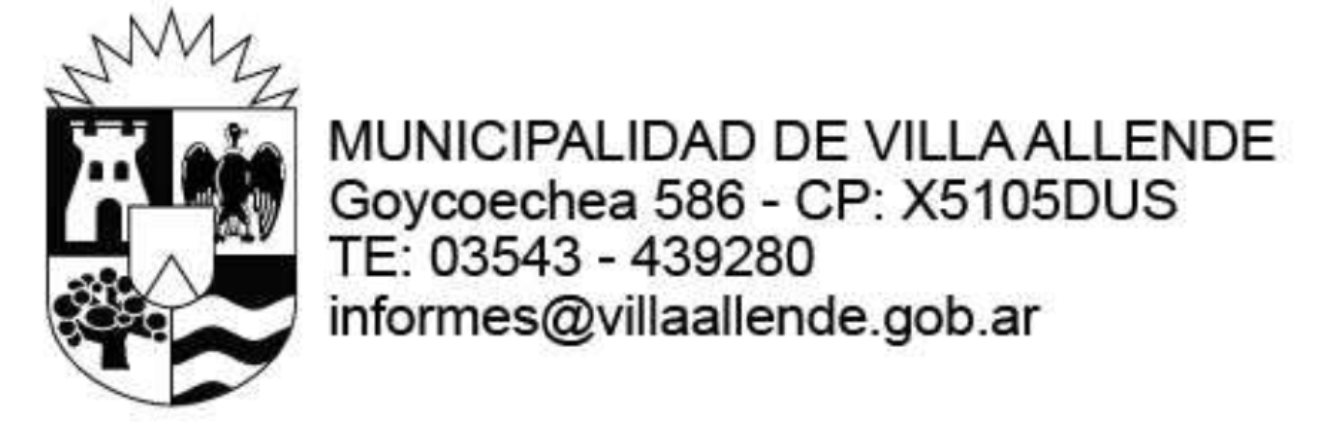 MUNICIPALIDAD DE VILLA ALLENDE
Goycoechea 586 - CP: X5105DUS
TE: 03543 - 439280
informes@villaallende.gob.ar